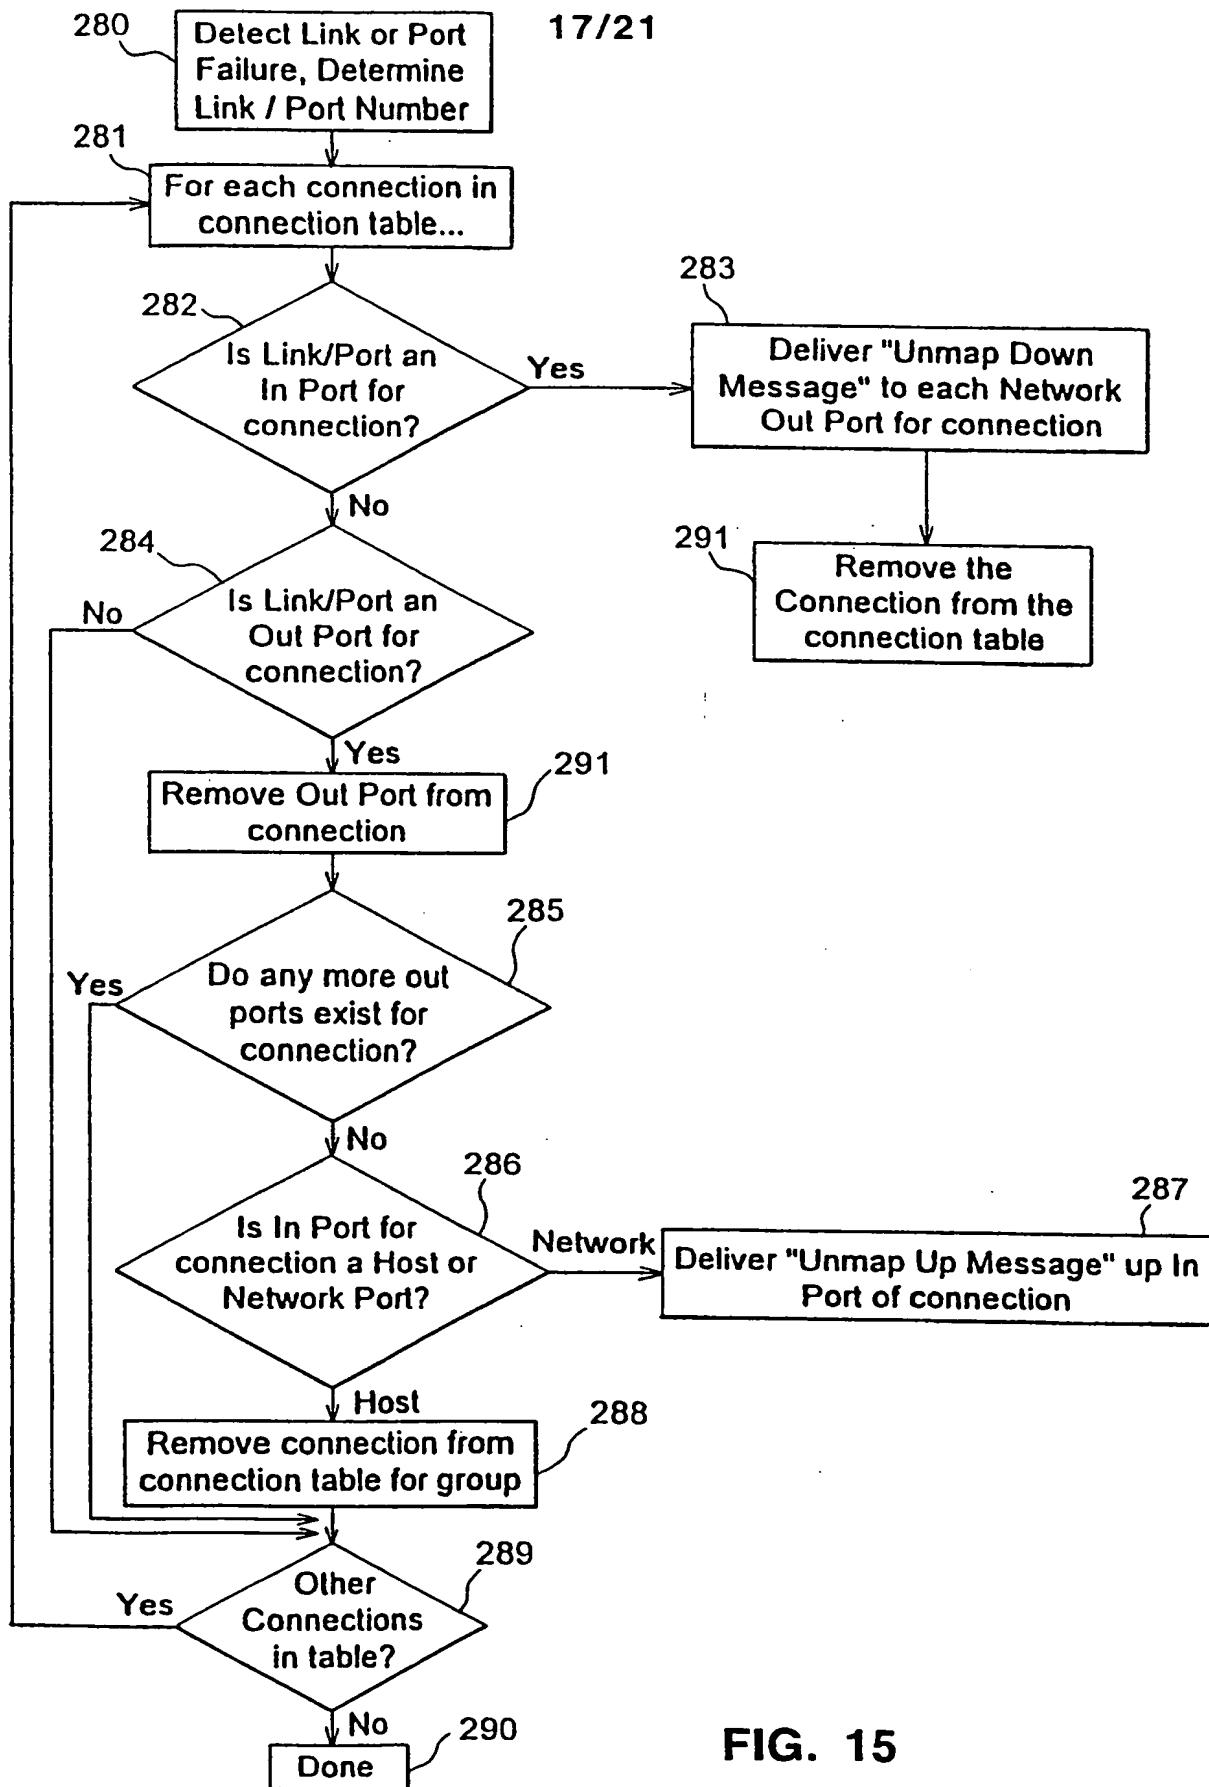 17/21
280
Detect Link or Port
Failure, Determine
Link / Port Number
281
For each connection in
connection table...
282
Is Link/Port an
In Port for
connection?
Yes
283
Deliver "Unmap Down
Message" to each Network
Out Port for connection
No
291
Remove the
Connection from the
connection table
284
No
Is Link/Port an
Out Port for
connection?
Yes
291
Remove Out Port from
connection
285
Yes
Do any more out
ports exist for
connection?
No
286
Is In Port for
connection a Host or
Network Port?
Network
287
Deliver "Unmap Up Message" up In
Port of connection
Host
288
Remove connection from
connection table for group
289
Yes
Other
Connections
in table?
No
290
Done
FIG. 15